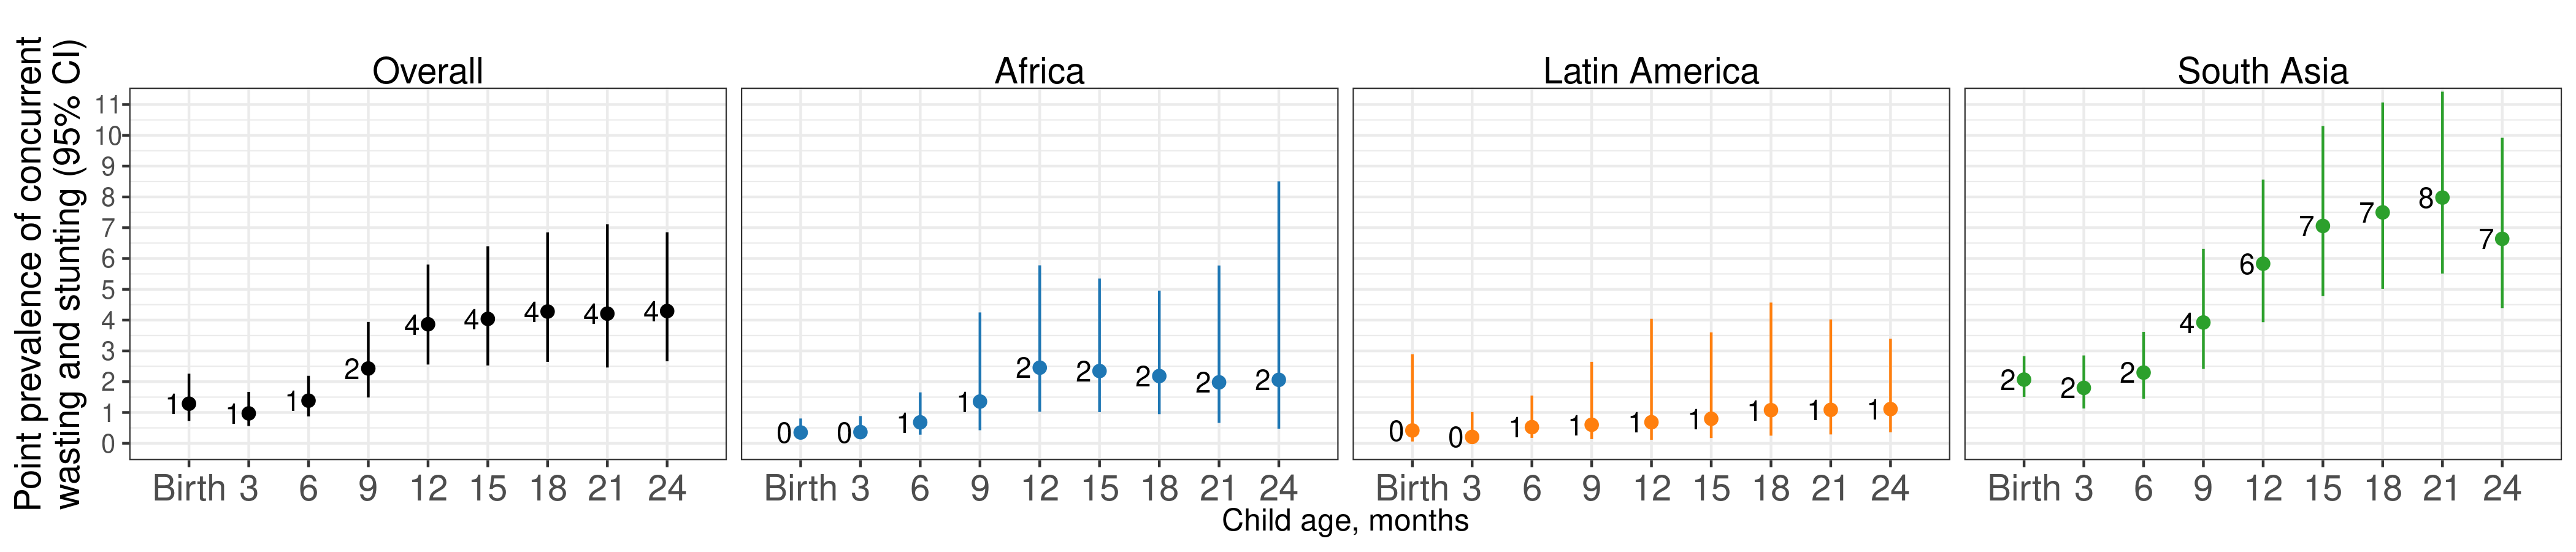 Point prevalence of concurrent
wasting and stunting (95% CI)
Overall
Africa
Latin America
South Asia
11
10
9
8
7
6
5
4
3
2
1
0
1 1 1 2 4 4 4 4 4
0 0 1 1 2 2 2 2 2
0 0 1 1 1 1 1 1 1
2 2 2 4 6 7 7 8 7
Birth 3 6 9 12 15 18 21 24
Birth 3 6 9 12 15 18 21 24
Birth 3 6 9 12 15 18 21 24
Birth 3 6 9 12 15 18 21 24
Child age, months